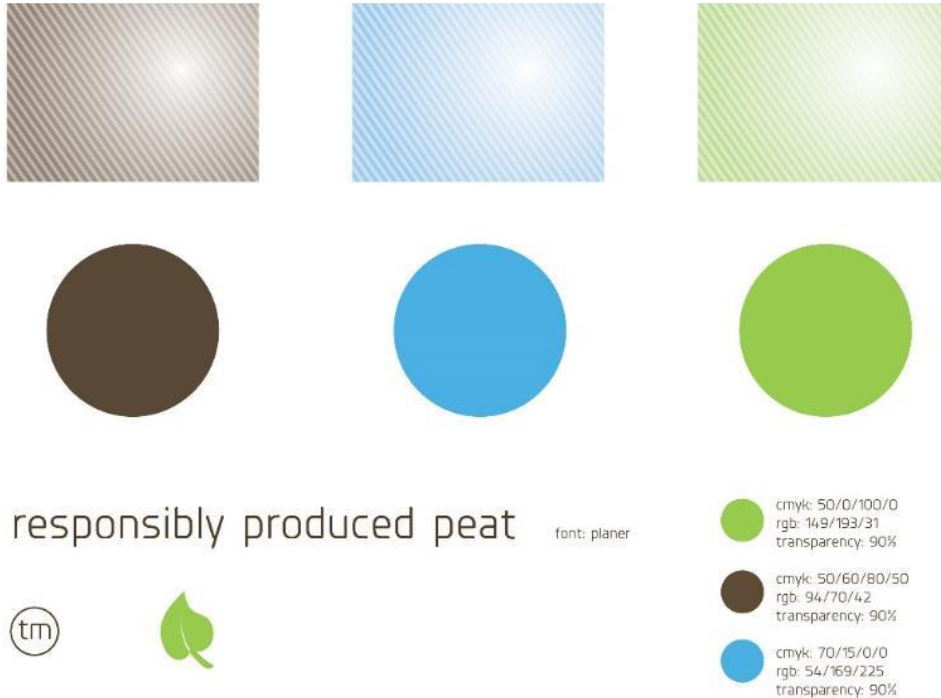 responsibly produced peat
font: planer
cmyk: 50/0/100/0
rgb: 149/193/31
transparency: 90%
cmyk: 50/60/80/50
rgb: 94/70/42
transparency: 90%
tm
cmyk: 70/15/0/0
rgb: 54/169/225
transparency: 90%